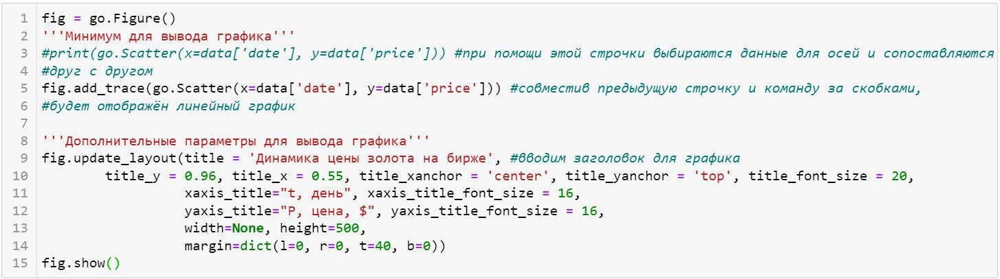 1 fig = go.Figure()
2 '''Минимум для вывода графика'''
3 #print(go.Scatter(x=data['date'], y=data['price'])) #при помощи этой строчки выбираются данные для осей и сопоставляются
4 #друг с другом
5 fig.add_trace(go.Scatter(x=data['date'], y=data['price'])) #совместив предыдущую строчку и команду за скобками,
6 #будет отображён линейный график
7
8 '''Дополнительные параметры для вывода графика'''
9 fig.update_layout(title = 'Динамика цены золота на бирже', #вводим заголовок для графика
10         title_y = 0.96, title_x = 0.55, title_xanchor = 'center', title_yanchor = 'top', title_font_size = 20,
11                   xaxis_title="t, день", xaxis_title_font_size = 16,
12                   yaxis_title="P, цена, $", yaxis_title_font_size = 16,
13                   width=None, height=500,
14                   margin=dict(l=0, r=0, t=40, b=0))
15 fig.show()